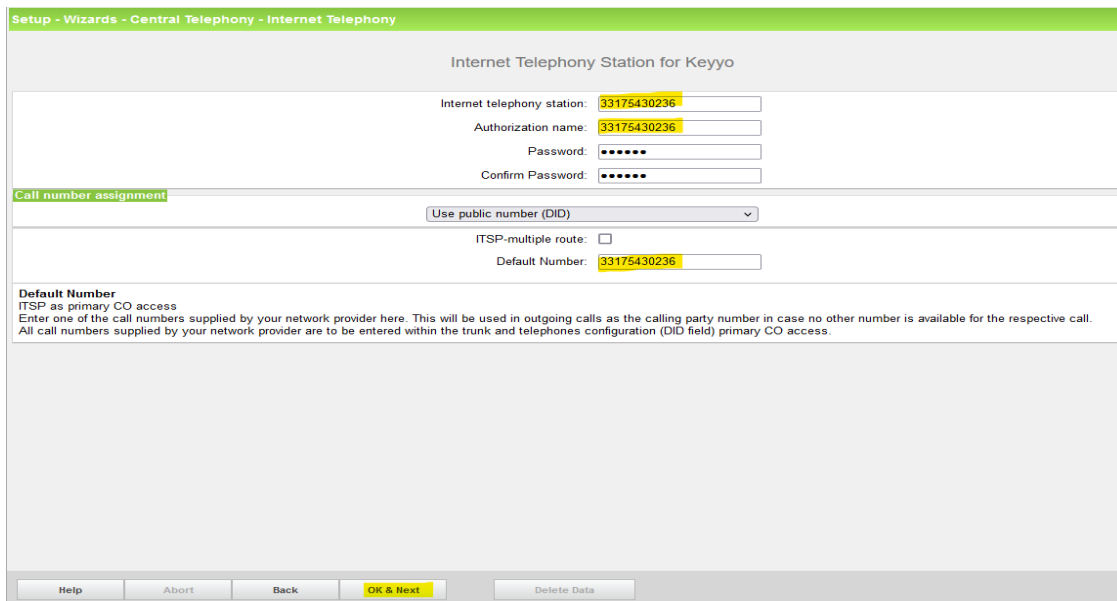 Setup - Wizards - Central Telephony - Internet Telephony
Internet Telephony Station for Keyyo
Internet telephony station: 33175430236
Authorization name: 33175430236
Password: ••••••
Confirm Password: ••••••
Call number assignment
Use public number (DID)
ITSP-multiple route:
Default Number: 33175430236
Default Number
ITSP as primary CO access
Enter one of the call numbers supplied by your network provider here. This will be used in outgoing calls as the calling party number in case no other number is available for the respective call.
All call numbers supplied by your network provider are to be entered within the trunk and telephones configuration (DID field) primary CO access.
Help Abort Back OK & Next Delete Data